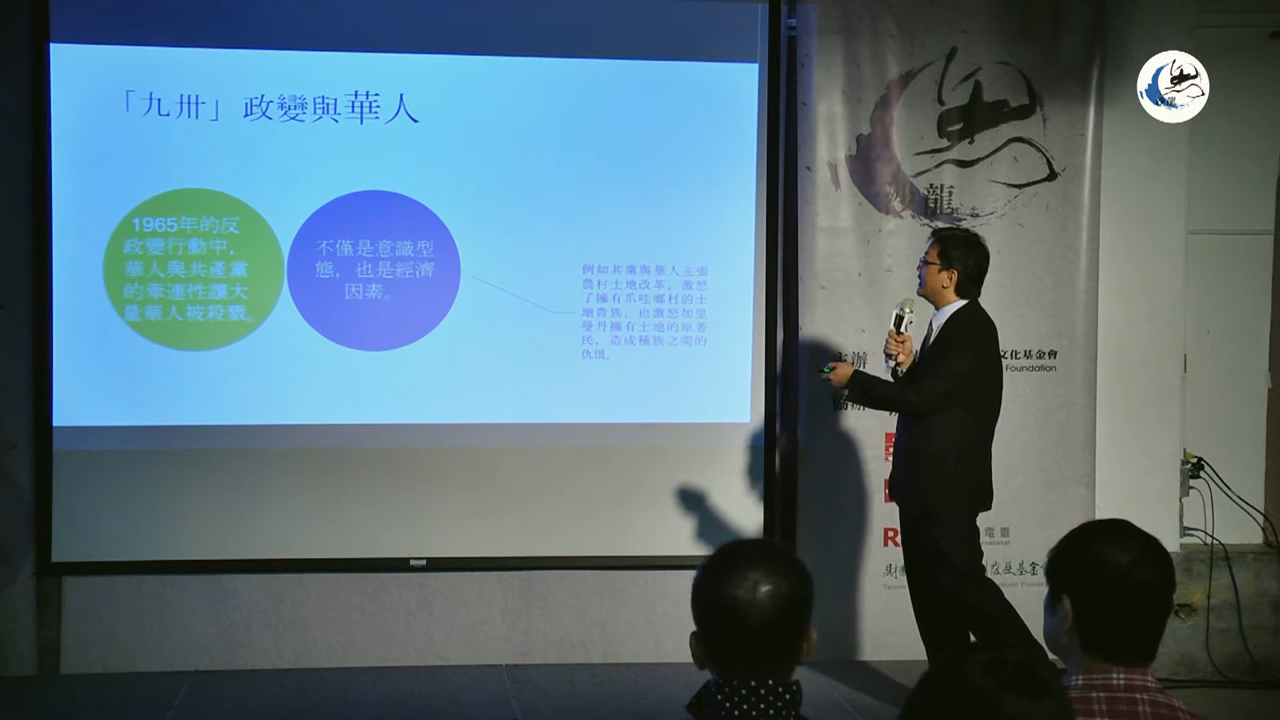 「九卅」政變與華人
1965年的反
政變行動中，
華人與共產黨
的牽連性讓大
量華人被殺戮。
不僅是意識型
態，也是經濟
因素。
例如共黨與華人主張
農村土地改革，激怒
了擁有爪哇鄉村的土
地貴族，也激怒加里
曼丹擁有土地的原著
民，造成種族之間的
仇恨。
沙龍
主辦
文化基金會
Foundation
協辦
R
電臺